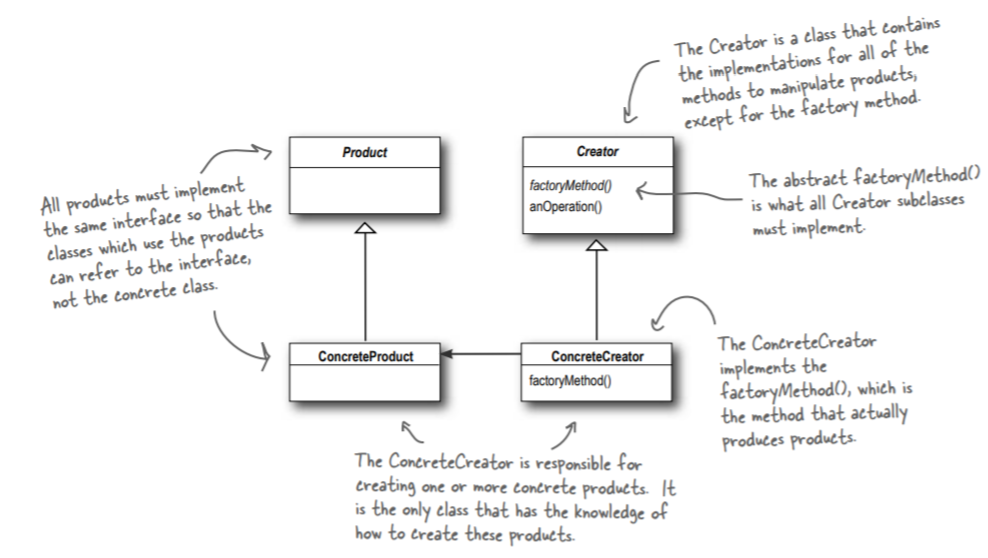 The Creator is a class that contains
the implementations for all of the
methods to manipulate products,
except for the factory method.
Product
Creator
factoryMethod()
anOperation()
The abstract factoryMethod()
is what all Creator subclasses
must implement.
All products must implement
the same interface so that the
classes which use the products
can refer to the interface,
not the concrete class.
ConcreteProduct
ConcreteCreator
factoryMethod()
The ConcreteCreator
implements the
factoryMethod(), which is
the method that actually
produces products.
The ConcreteCreator is responsible for
creating one or more concrete products. It
is the only class that has the knowledge of
how to create these products.